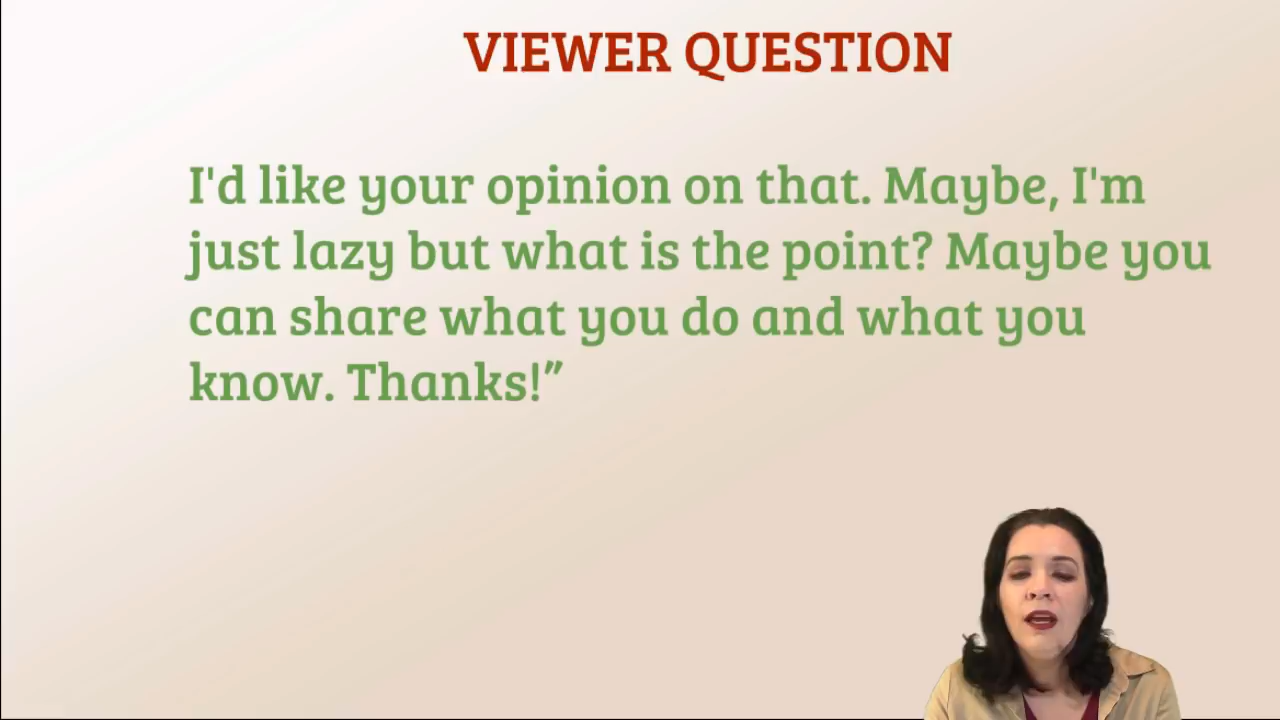 VIEWER QUESTION
I'd like your opinion on that. Maybe, I'm
just lazy but what is the point? Maybe you
can share what you do and what you
know. Thanks!”